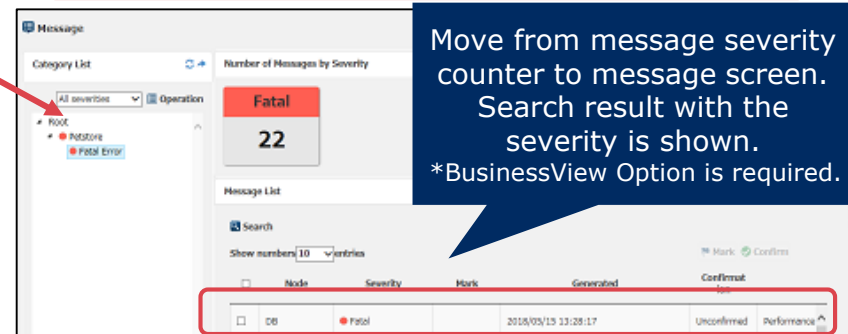 Message
Category List
Number of Messages by Severity
All severities
Operation
Root
Petstore
Fatal Error
Fatal
22
Move from message severity
counter to message screen.
Search result with the
severity is shown.
*BusinessView Option is required.
Message List
Search
Show numbers 10 entries
Mark Confirm
Node Severity Mark Generated Confirmat
ion
DB Fatal 2018/05/15 13:28:17 Unconfirmed Performance